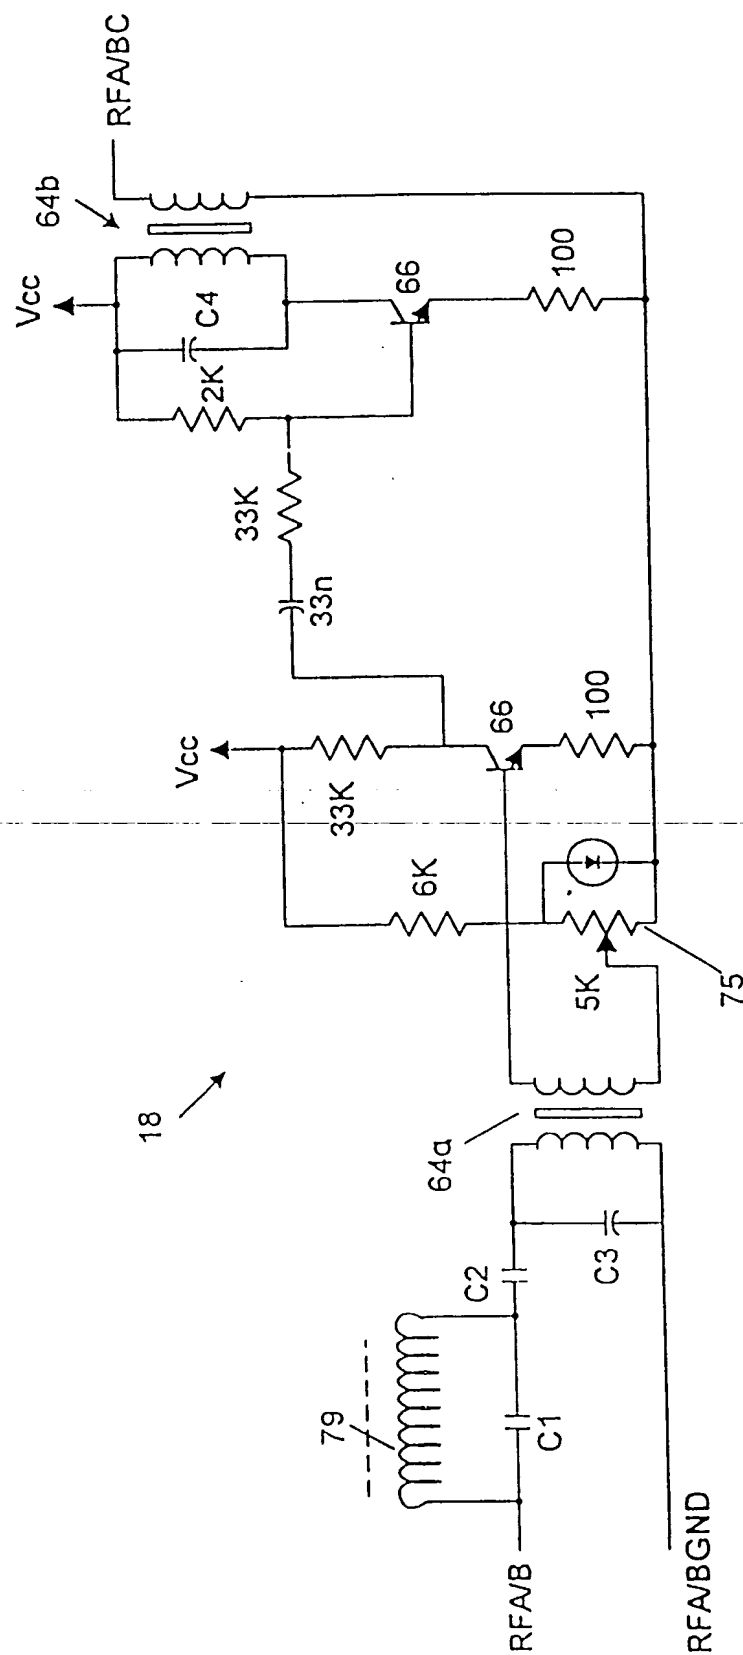 RFA/BC
64b
Vcc
C4
2K
66
100
33K
33n
Vcc
33K
66
100
6K
5K
75
18
64a
C2
C3
79
C1
RFA/B
RFA/BGND